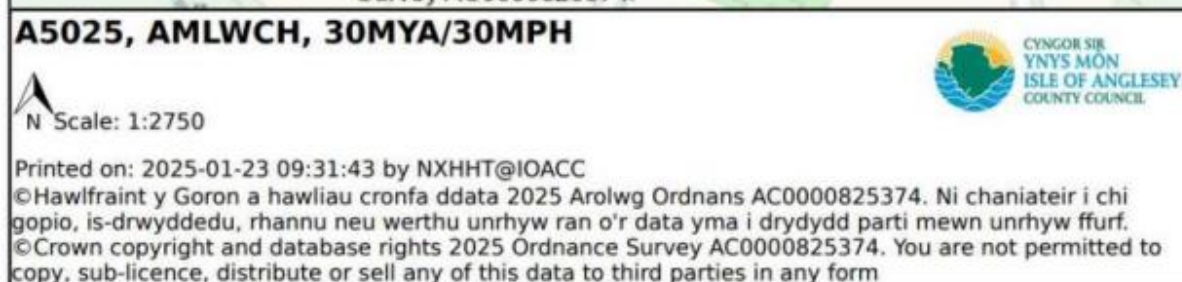 A5025, AMLWCH, 30MYA/30MPH
CYNGOR SIR
YNYS MÔN
ISLE OF ANGLESEY
COUNTY COUNCIL
N Scale: 1:2750
Printed on: 2025-01-23 09:31:43 by NXHHT@IOACC
©Hawlfraint y Goron a hawliau cronfa ddata 2025 Arolwg Ordnans AC0000825374. Ni chaniateir i chi
gopio, is-drwyddedu, rhannu neu werthu unrhyw ran o'r data yma i drydydd parti mewn unrhyw ffurf.
©Crown copyright and database rights 2025 Ordnance Survey AC0000825374. You are not permitted to
copy, sub-licence, distribute or sell any of this data to third parties in any form